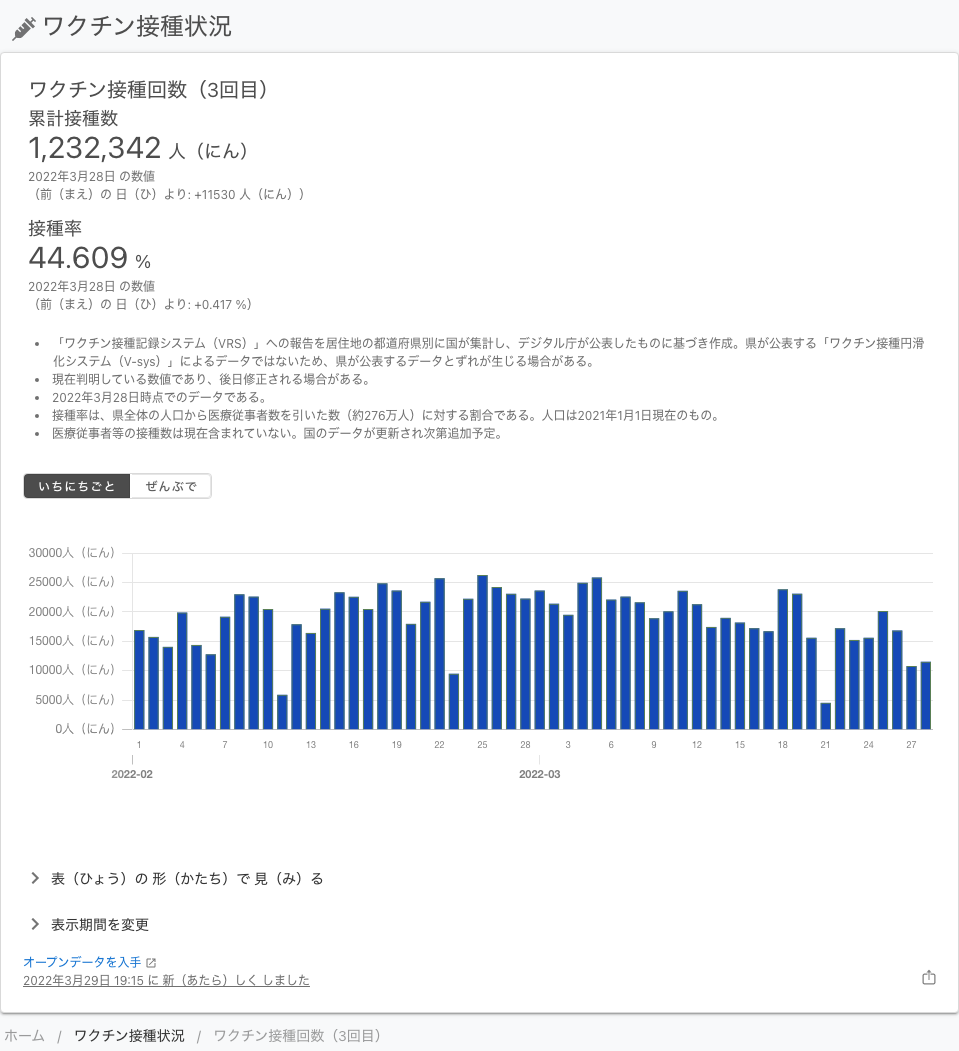 ワクチン接種状況
ワクチン接種回数（3回目）
累計接種数
1,232,342 人（にん）
2022年3月28日 の数値
（前（まえ）の 日（ひ）より: +11530 人（にん））
接種率
44.609 %
2022年3月28日 の数値
（前（まえ）の 日（ひ）より: +0.417 %）
• 「ワクチン接種記録システム（VRS）」への報告を居住地の都道府県別に国が集計し、デジタル庁が公表したものに基づき作成。県が公表する「ワクチン接種円滑
化システム（V-sys）」によるデータではないため、県が公表するデータとずれが生じる場合がある。
• 現在判明している数値であり、後日修正される場合がある。
• 2022年3月28日時点でのデータである。
• 接種率は、県全体の人口から医療従事者数を引いた数（約276万人）に対する割合である。人口は2021年1月1日現在のもの。
• 医療従事者等の接種数は現在含まれていない。国のデータが更新され次第追加予定。
いちにちごと ぜんぶで
30000人（にん）
25000人（にん）
20000人（にん）
15000人（にん）
10000人（にん）
5000人（にん）
0人（にん）
1 4 7 10 13 16 19 22 25 28 3 6 9 12 15 18 21 24 27
2022-02 2022-03
表（ひょう）の 形（かたち）で 見（み）る
表示期間を変更
オープンデータを入手
2022年3月29日 19:15 に 新（あたら）しく しました
ホーム / ワクチン接種状況 / ワクチン接種回数（3回目）